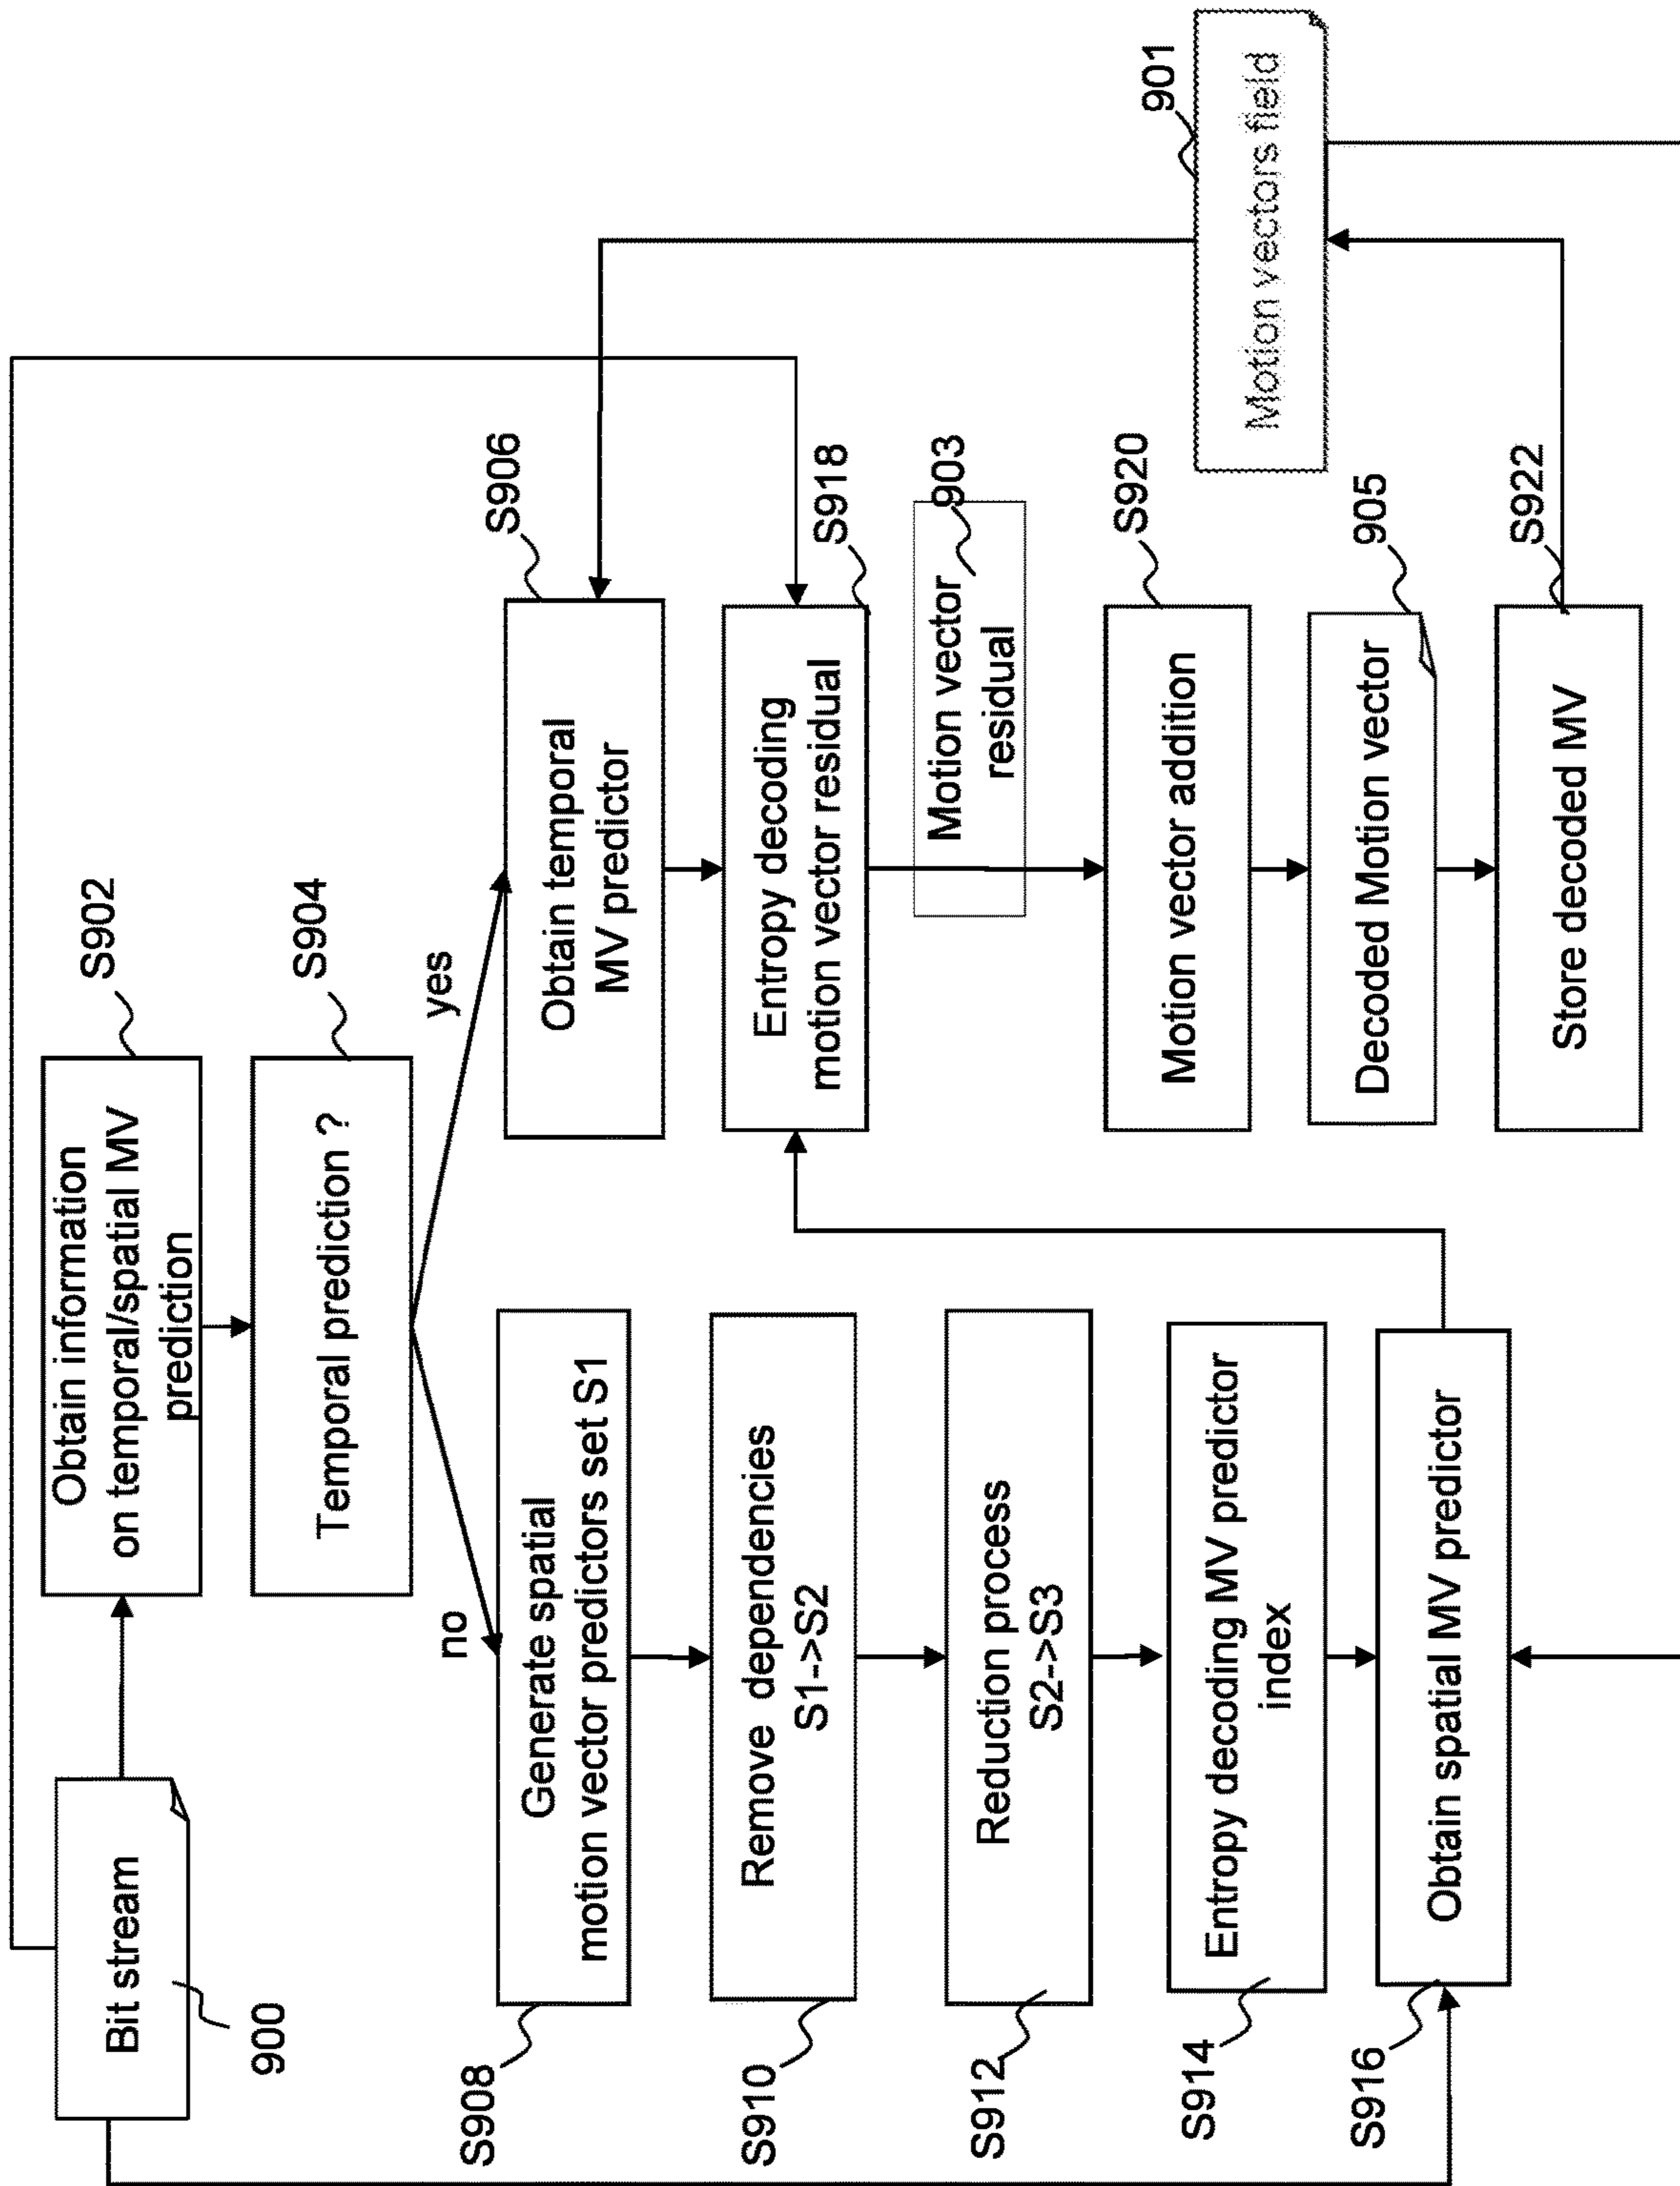 Bit stream
900
Obtain information
on temporal/spatial MV
prediction
S902
Temporal prediction ?
S904
no
yes
S908
Generate spatial
motion vector predictors set S1
S910
Remove dependencies
S1->S2
S912
Reduction process
S2->S3
S914
Entropy decoding MV predictor
index
S916
Obtain spatial MV predictor
S906
Obtain temporal
MV predictor
S918
Entropy decoding
motion vector residual
Motion vector
residual
903
S920
Motion vector addition
905
Decoded Motion vector
S922
Store decoded MV
901
Motion vectors field